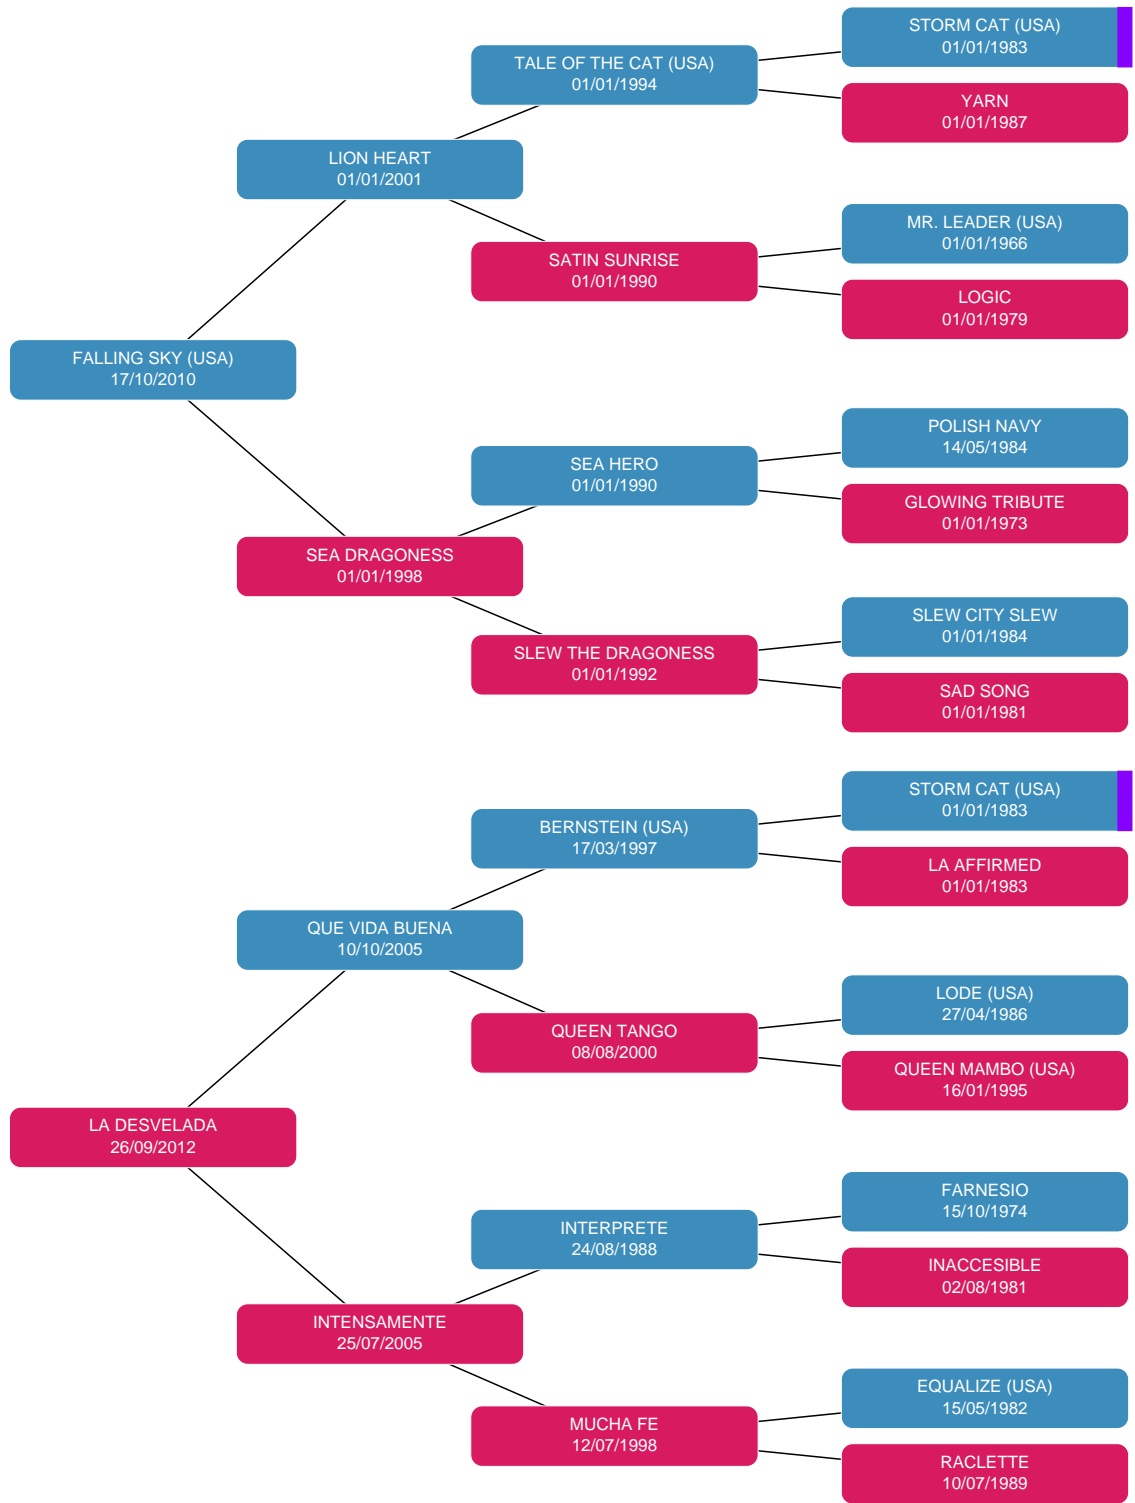 STORM CAT (USA)
01/01/1983
TALE OF THE CAT (USA)
01/01/1994
YARN
01/01/1987
LION HEART
01/01/2001
MR. LEADER (USA)
01/01/1966
SATIN SUNRISE
01/01/1990
LOGIC
01/01/1979
FALLING SKY (USA)
17/10/2010
POLISH NAVY
14/05/1984
SEA HERO
01/01/1990
GLOWING TRIBUTE
01/01/1973
SEA DRAGONESS
01/01/1998
SLEW CITY SLEW
01/01/1984
SLEW THE DRAGONESS
01/01/1992
SAD SONG
01/01/1981
STORM CAT (USA)
01/01/1983
BERNSTEIN (USA)
17/03/1997
LA AFFIRMED
01/01/1983
QUE VIDA BUENA
10/10/2005
LODE (USA)
27/04/1986
QUEEN TANGO
08/08/2000
QUEEN MAMBO (USA)
16/01/1995
LA DESVELADA
26/09/2012
FARNESIO
15/10/1974
INTERPRETE
24/08/1988
INACCESIBLE
02/08/1981
INTENSAMENTE
25/07/2005
EQUALIZE (USA)
15/05/1982
MUCHA FE
12/07/1998
RACLETTE
10/07/1989